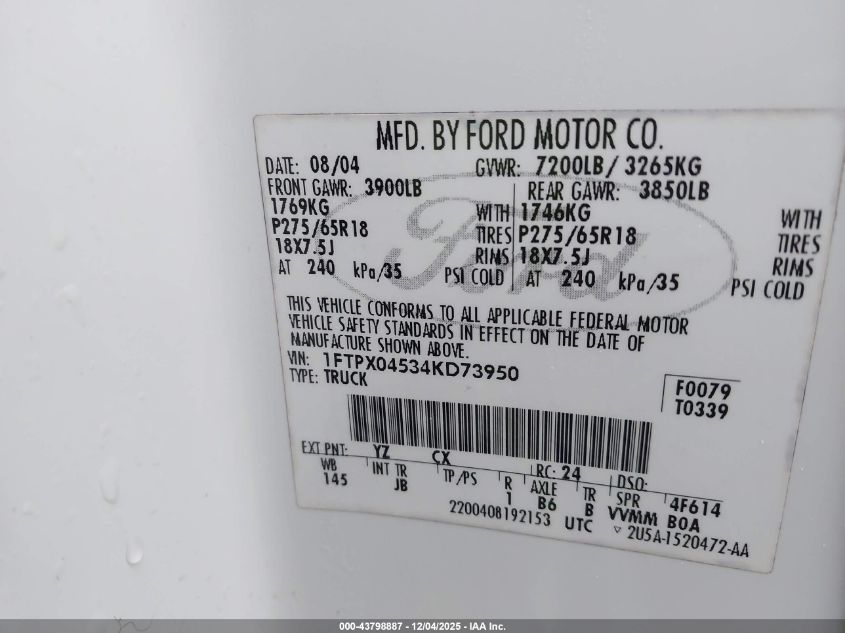 MFD. BY FORD MOTOR CO.
DATE: 08/04 GVWR: 7200LB/ 3265KG
FRONT GAWR: 3900LB REAR GAWR: 3850LB
1769KG WITH 1746KG WITH
P275/65R18 TIRES P275/65R18 TIRES
18X7.5J RIMS 18X7.5J RIMS
AT 240 kPa/35 PSI COLD AT 240 kPa/35 PSI COLD
THIS VEHICLE CONFORMS TO ALL APPLICABLE FEDERAL MOTOR
VEHICLE SAFETY STANDARDS IN EFFECT ON THE DATE OF
MANUFACTURE SHOWN ABOVE.
VIN: 1FTPX04534KD73950
TYPE: TRUCK
F0079
T0339
EXT PNT: YZ CX RC: 24 DSO:
WB INT TR TP/PS R AXLE TR SPR 4F614
145 JB 1 B6 B VVMM BOA
2200408192153 UTC ▽ 2U5A-1520472-AA
Ford
000-43798887 - 12/04/2025 - IAA Inc.